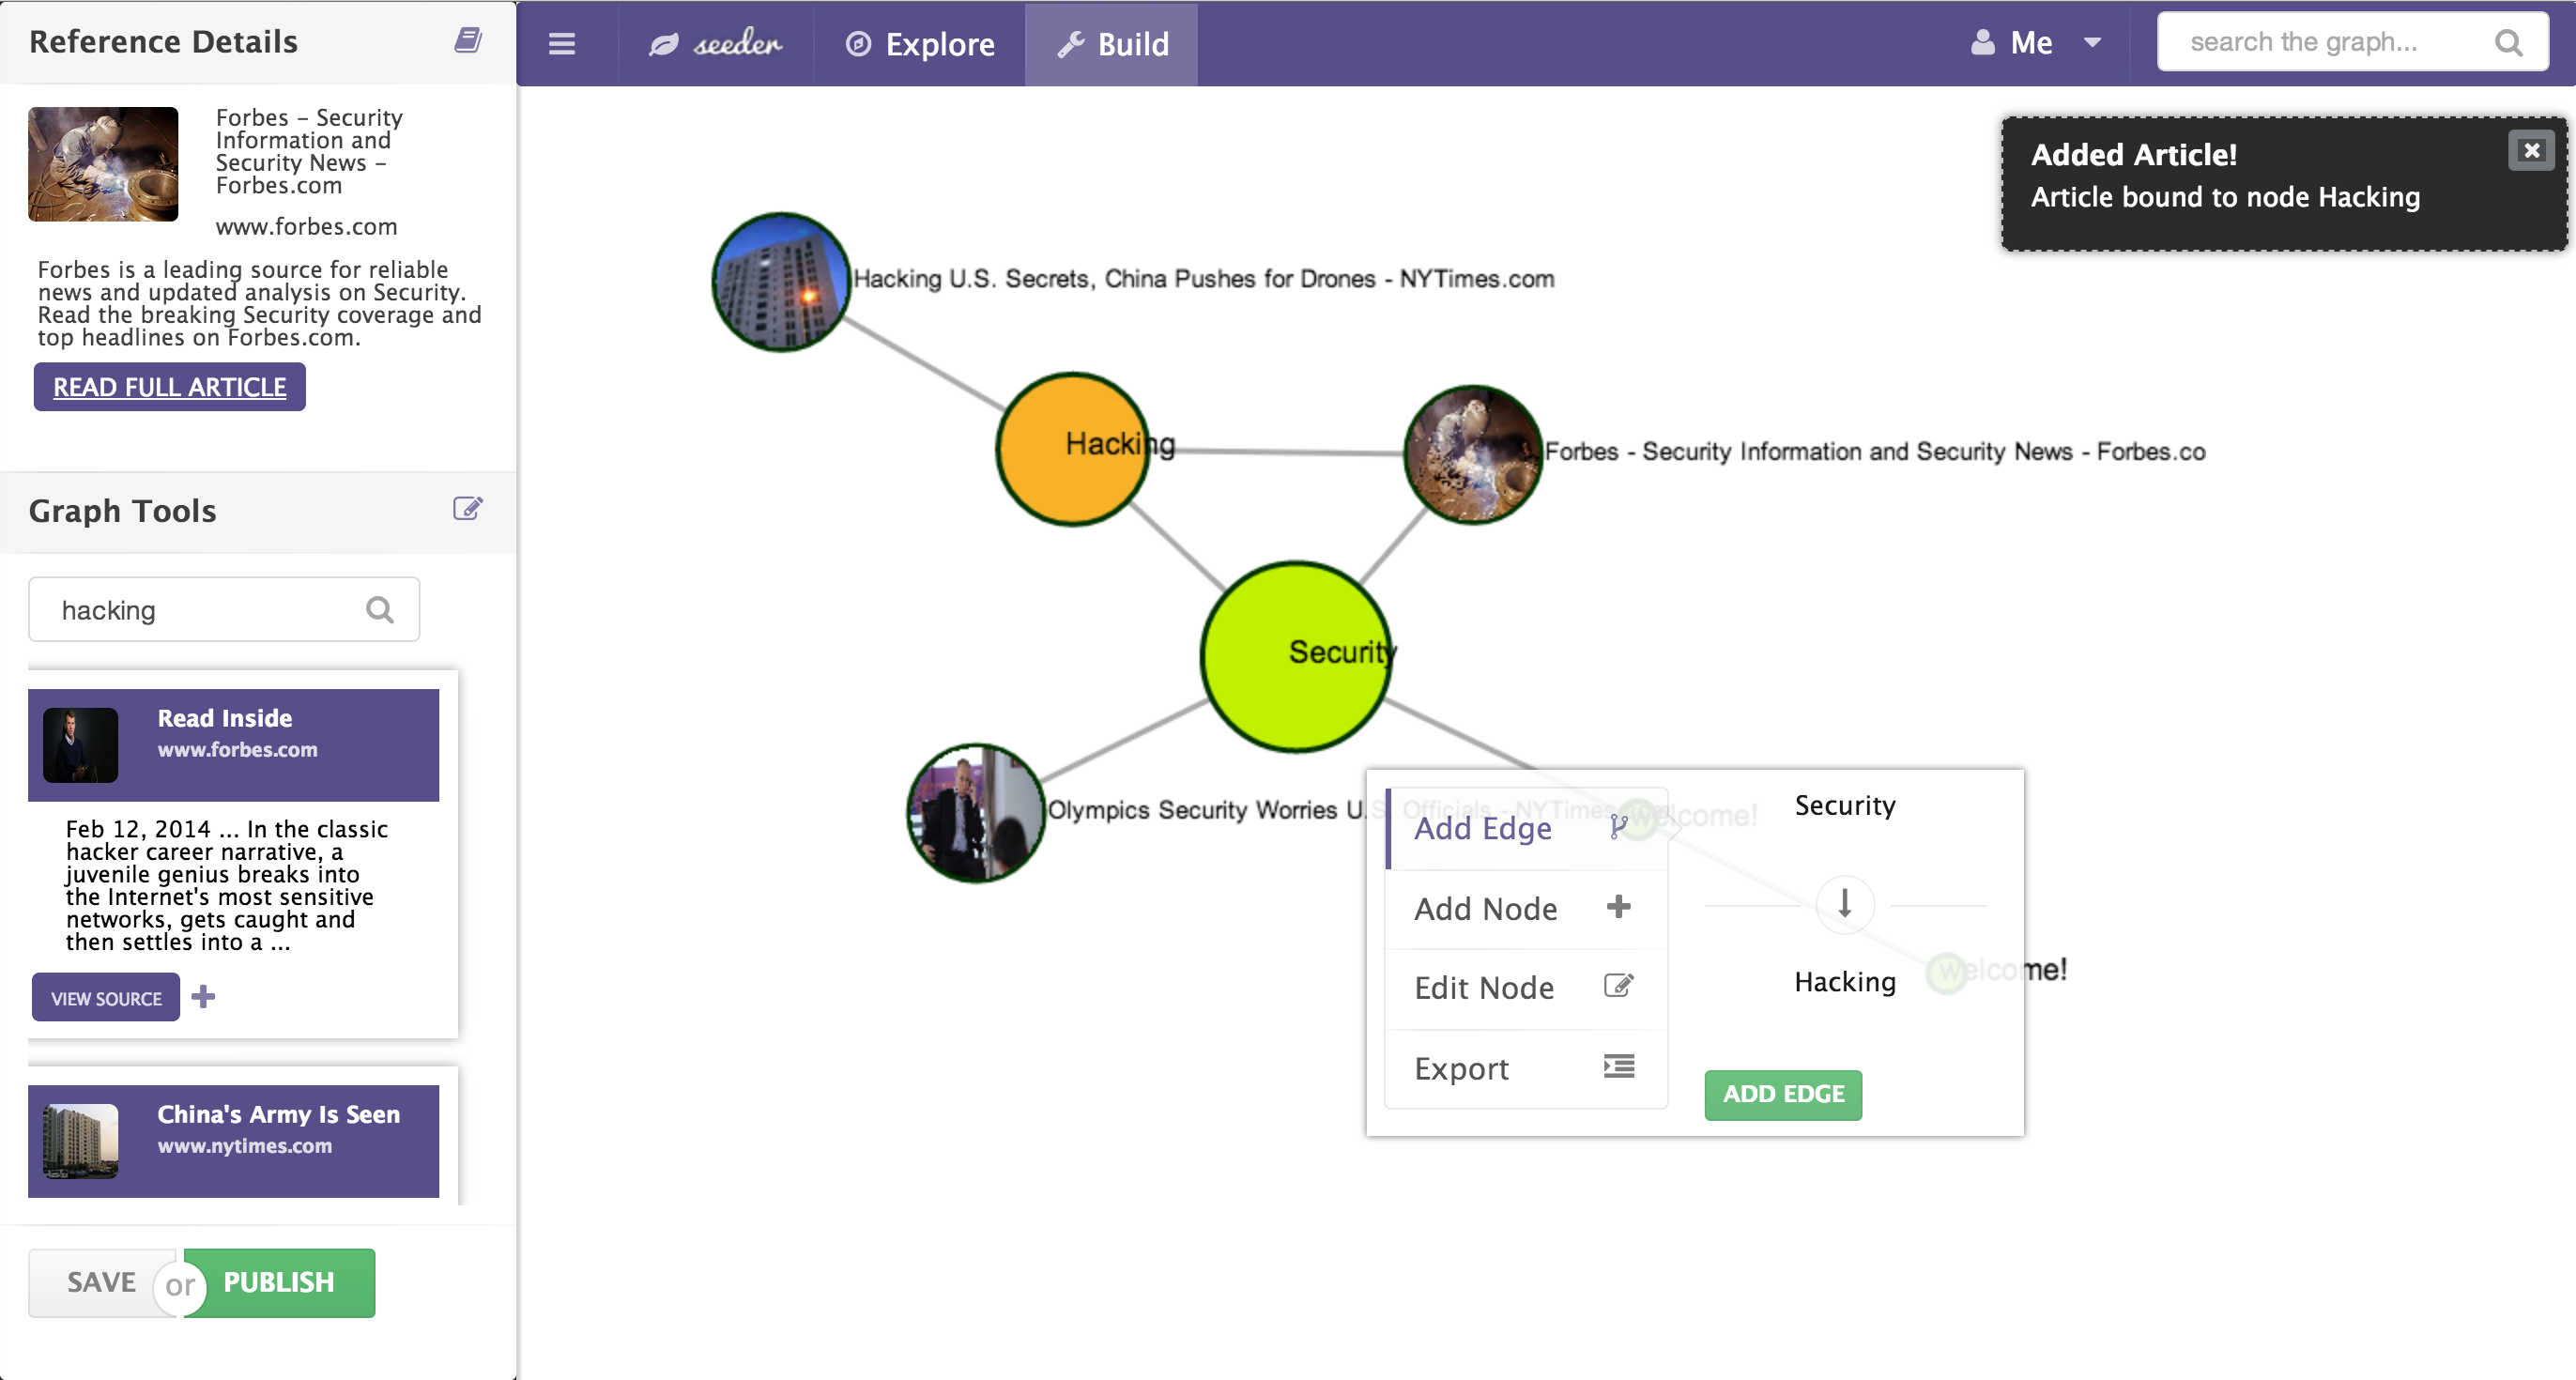 Reference Details
Forbes - Security
Information and
Security News -
Forbes.com
www.forbes.com
Forbes is a leading source for reliable
news and updated analysis on Security.
Read the breaking Security coverage and
top headlines on Forbes.com.
READ FULL ARTICLE
Graph Tools
hacking
Read Inside
www.forbes.com
Feb 12, 2014 ... In the classic
hacker career narrative, a
juvenile genius breaks into
the Internet's most sensitive
networks, gets caught and
then settles into a ...
VIEW SOURCE
China's Army Is Seen
www.nytimes.com
SAVE or PUBLISH
seeder
Explore
Build
Me
search the graph...
Added Article!
Article bound to node Hacking
Hacking U.S. Secrets, China Pushes for Drones - NYTimes.com
Hacking
Forbes - Security Information and Security News - Forbes.co
Security
Olympics Security Worries U.S. Officials - NYTimes.com
welcome!
Add Edge
Add Node
Edit Node
Export
Security
Hacking
ADD EDGE
welcome!